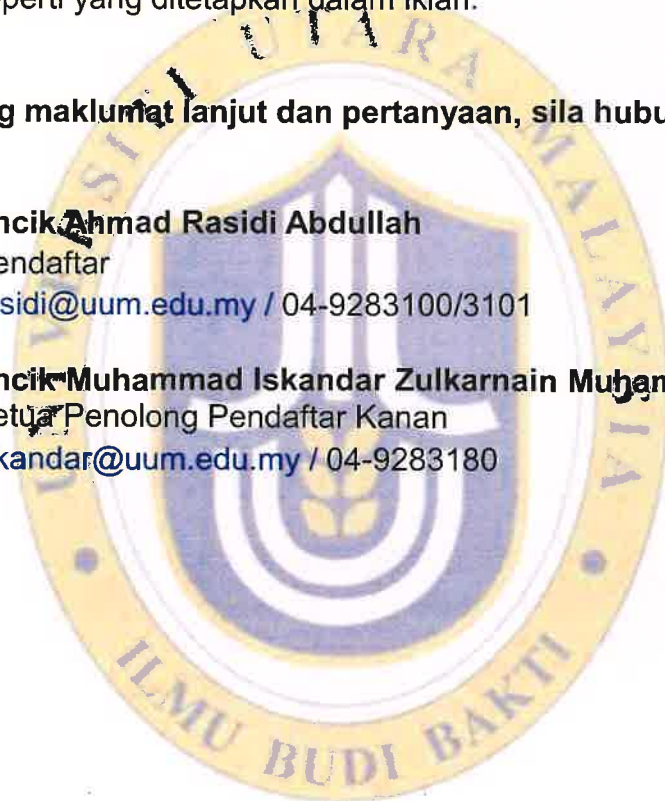 perti yang ditetapkan dalam iklan.
UNIVERSITI UTARA MALAYSIA
g maklumat lanjut dan pertanyaan, sila hubu
ncik Ahmad Rasidi Abdullah
endaftar
sidi@uum.edu.my / 04-9283100/3101
ncik Muhammad Iskandar Zulkarnain Muham
etua Penolong Pendaftar Kanan
kandar@uum.edu.my / 04-9283180
ILMU BUDI BAKTI